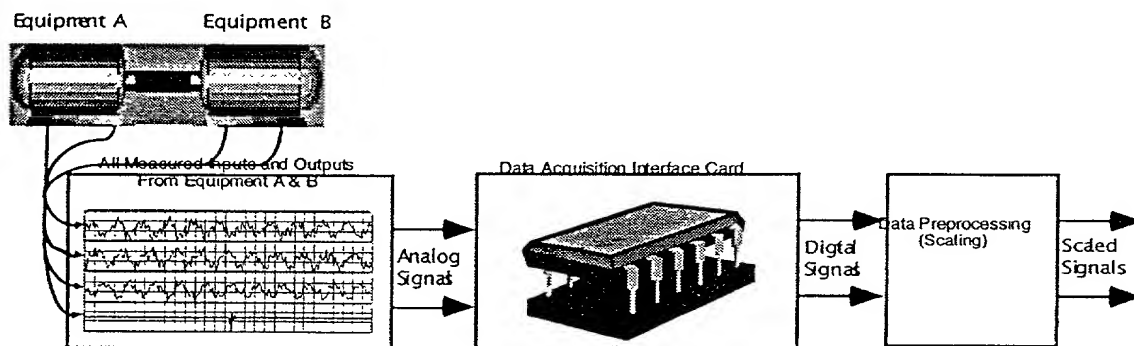 Equipment A
Equipment B
All Measured Inputs and Outputs
From Equipment A & B
Analog
Signals
Data Acquisition Interface Card
Digital
Signals
Data Preprocessing
(Scaling)
Scaled
Signals